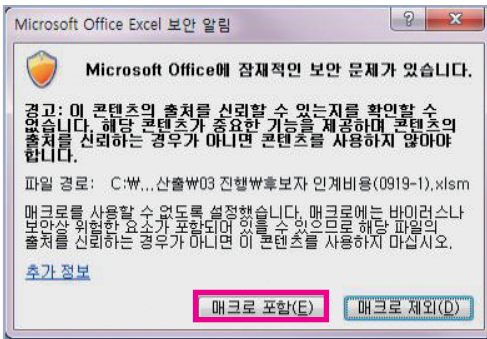 Microsoft Office Excel 보안 알림
Microsoft Office에 잠재적인 보안 문제가 있습니다.
경고: 이 콘텐츠의 출처를 신뢰할 수 있는지를 확인할 수
없습니다. 해당 콘텐츠가 중요한 기능을 제공하며 콘텐츠의
출처를 신뢰하는 경우가 아니면 콘텐츠를 사용하지 않아야
합니다.
파일 경로: C:₩...산출₩03 진행₩후보자 인계비용(0919-1).xlsm
매크로를 사용할 수 없도록 설정했습니다. 매크로에는 바이러스나
보안상 위험한 요소가 포함되어 있을 수 있으므로 해당 파일의
출처를 신뢰하는 경우가 아니면 이 콘텐츠를 사용하지 마십시오.
추가 정보
매크로 포함(E) 매크로 제외(D)